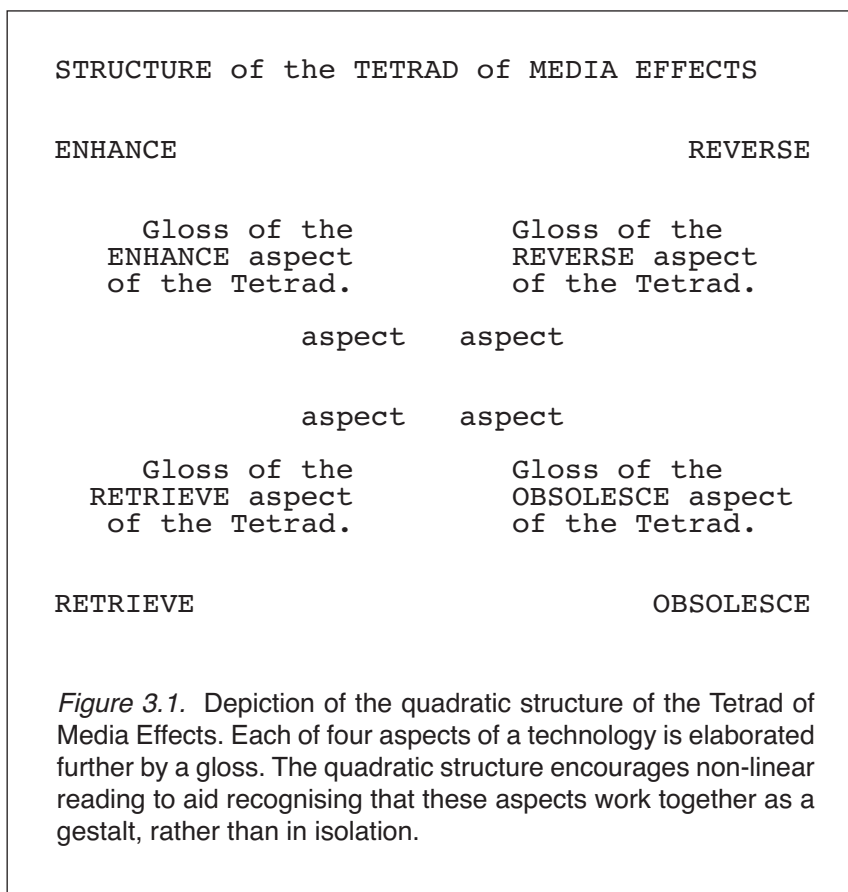 STRUCTURE of the TETRAD of MEDIA EFFECTS
ENHANCE REVERSE
Gloss of the Gloss of the
ENHANCE aspect REVERSE aspect
of the Tetrad. of the Tetrad.
aspect aspect
aspect aspect
Gloss of the Gloss of the
RETRIEVE aspect OBSOLESCE aspect
of the Tetrad. of the Tetrad.
RETRIEVE OBSOLESCE
Figure 3.1. Depiction of the quadratic structure of the Tetrad of
Media Effects. Each of four aspects of a technology is elaborated
further by a gloss. The quadratic structure encourages non-linear
reading to aid recognising that these aspects work together as a
gestalt, rather than in isolation.